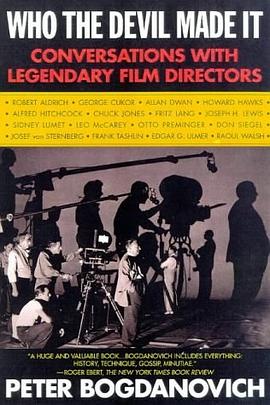 WHO THE DEVIL MADE IT
CONVERSATIONS WITH
LEGENDARY FILM DIRECTORS
• ROBERT ALDRICH • GEORGE CUKOR • ALLAN DWAN • HOWARD HAWKS
• ALFRED HITCHCOCK • CHUCK JONES • FRITZ LANG • JOSEPH H. LEWIS
• SIDNEY LUMET • LEO McCAREY • OTTO PREMINGER • DON SIEGEL
• JOSEF von STERNBERG • FRANK TASHLIN • EDGAR G. ULMER • RAOUL WALSH
"A HUGE AND VALUABLE BOOK...BOGDANOVICH INCLUDES EVERYTHING:
HISTORY, TECHNIQUE, GOSSIP, MINUTIAE."
—ROGER EBERT, THE NEW YORK TIMES BOOK REVIEW
PETER BOGDANOVICH